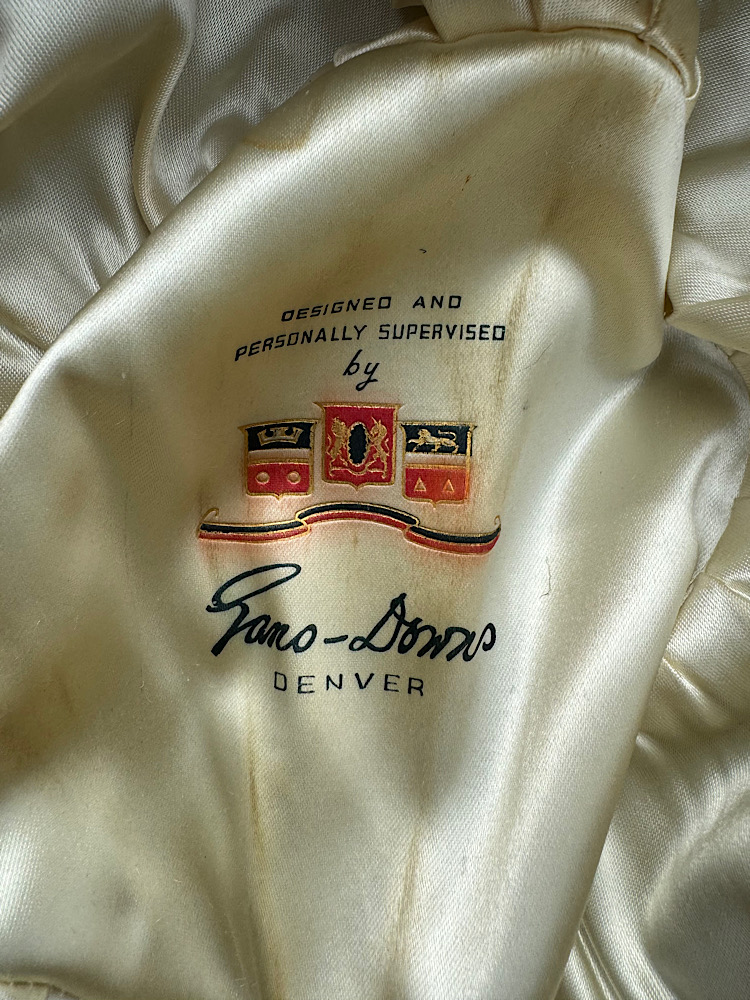 DESIGNED AND
PERSONALLY SUPERVISED
by
Gano-Downs
DENVER